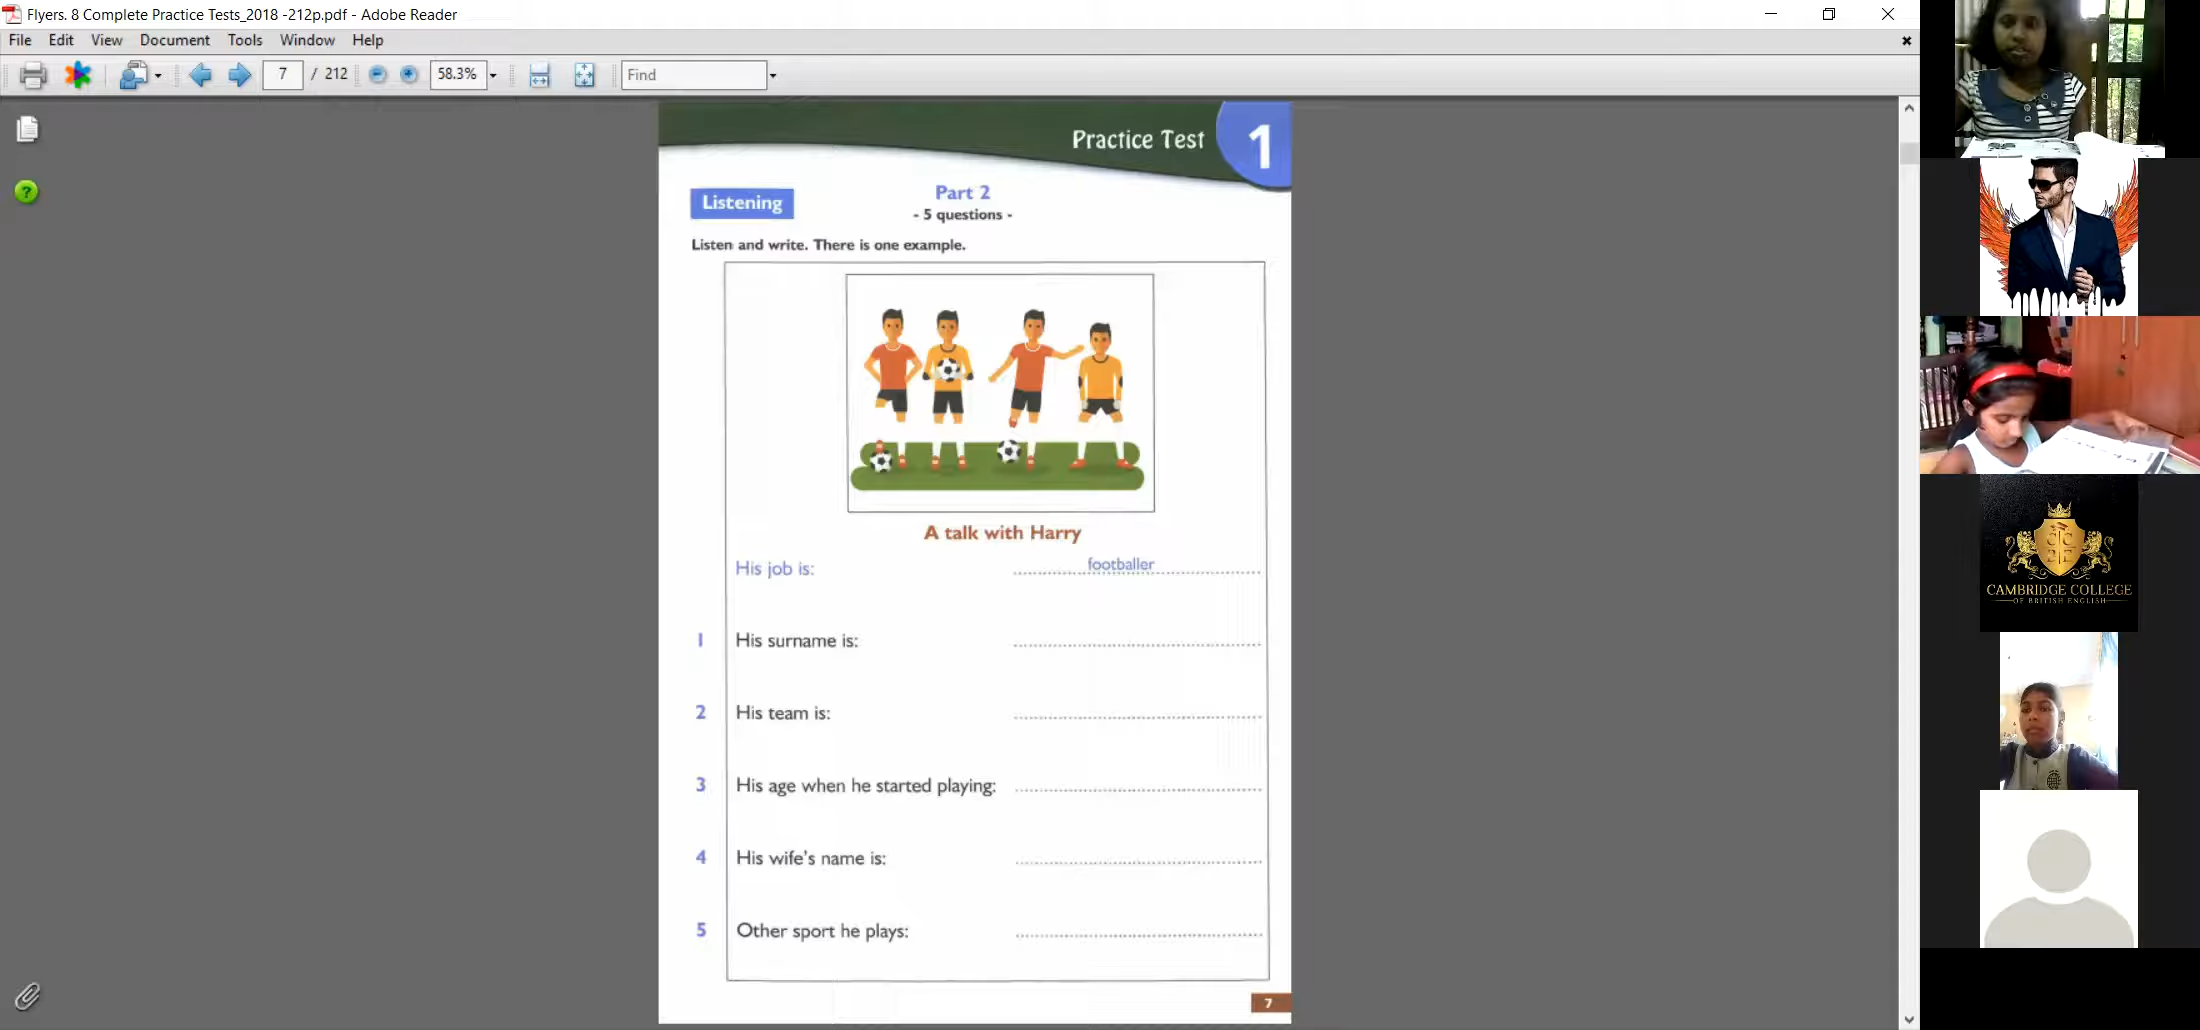 Flyers. 8 Complete Practice Tests_2018 -212p.pdf - Adobe Reader
File Edit View Document Tools Window Help
7 / 212 58.3% Find
Practice Test 1
Listening
Part 2
- 5 questions -
Listen and write. There is one example.
A talk with Harry
His job is: footballer
1 His surname is:
2 His team is:
3 His age when he started playing:
4 His wife's name is:
5 Other sport he plays:
7
CAMBRIDGE COLLEGE
OF BRITISH ENGLISH